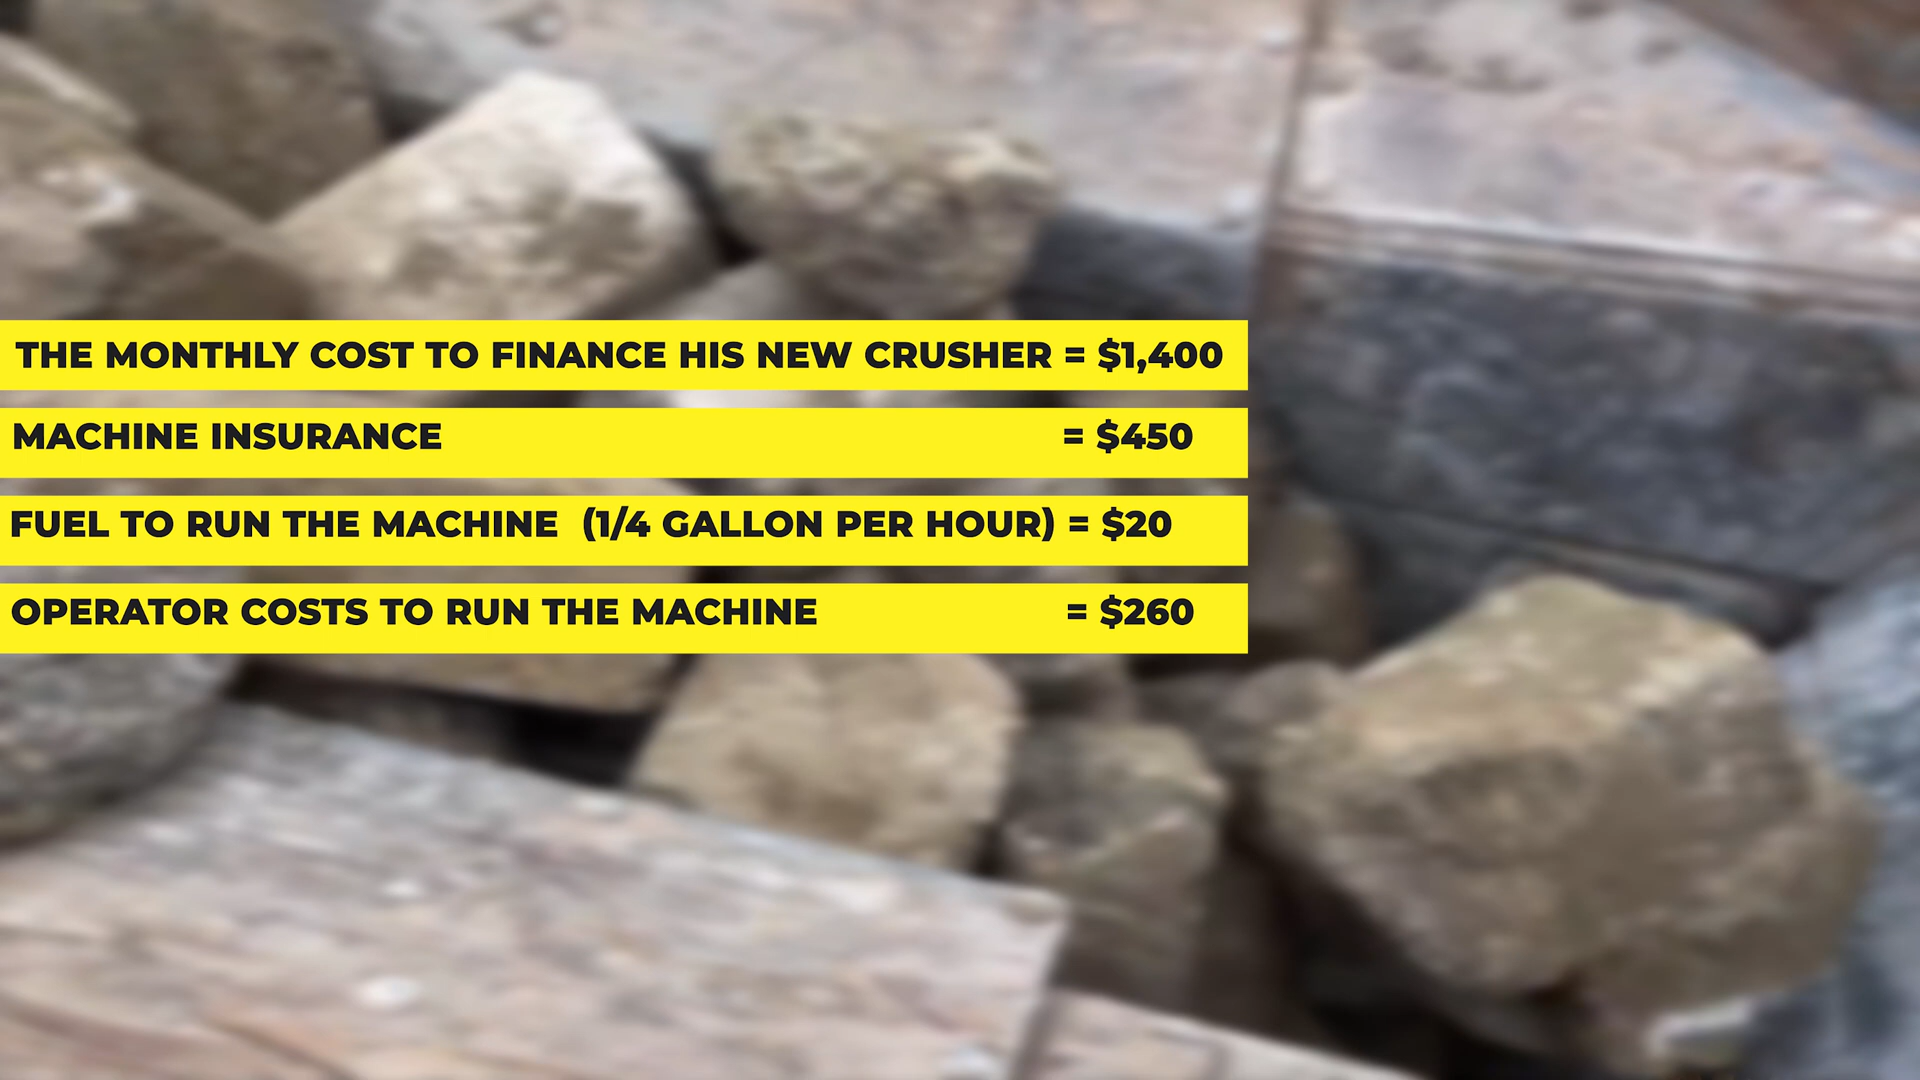 THE MONTHLY COST TO FINANCE HIS NEW CRUSHER = $1,400
MACHINE INSURANCE = $450
FUEL TO RUN THE MACHINE (1/4 GALLON PER HOUR) = $20
OPERATOR COSTS TO RUN THE MACHINE = $260